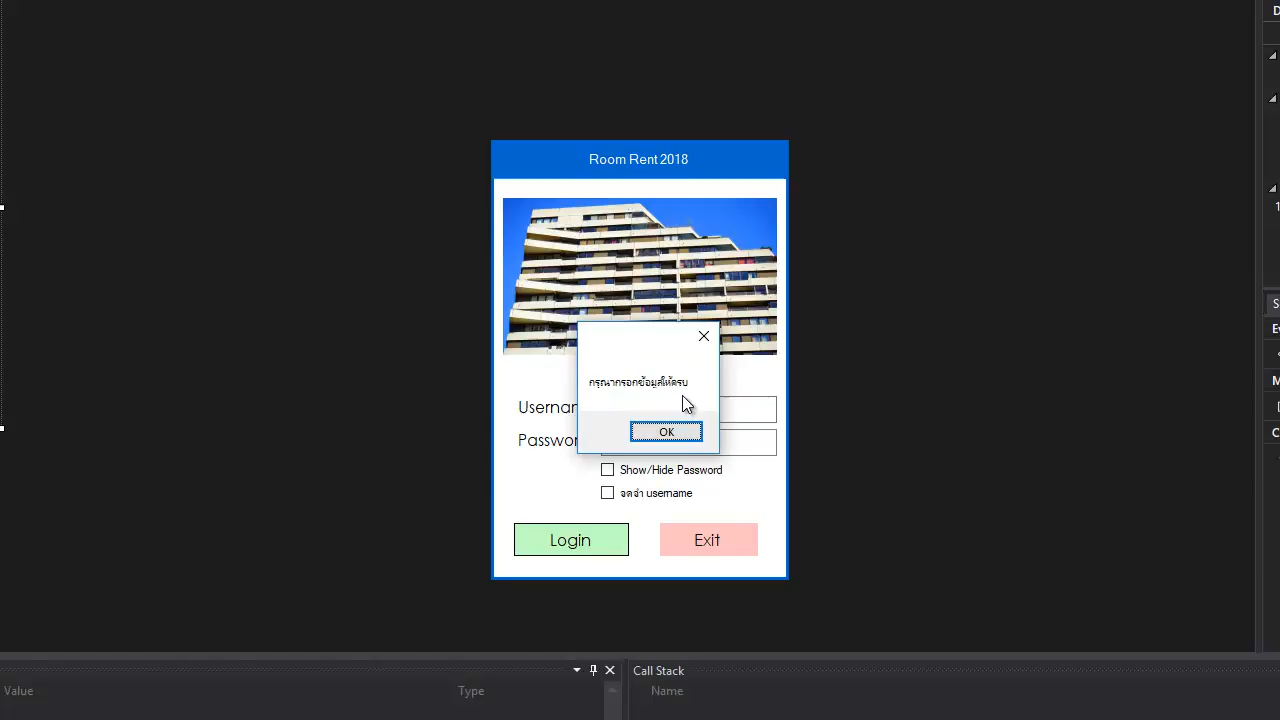 D
Room Rent 2018
กรุณากรอกข้อมูลให้ครบ
OK
Show/Hide Password
จดจำ username
Login
Exit
Call Stack
Value
Type
Name